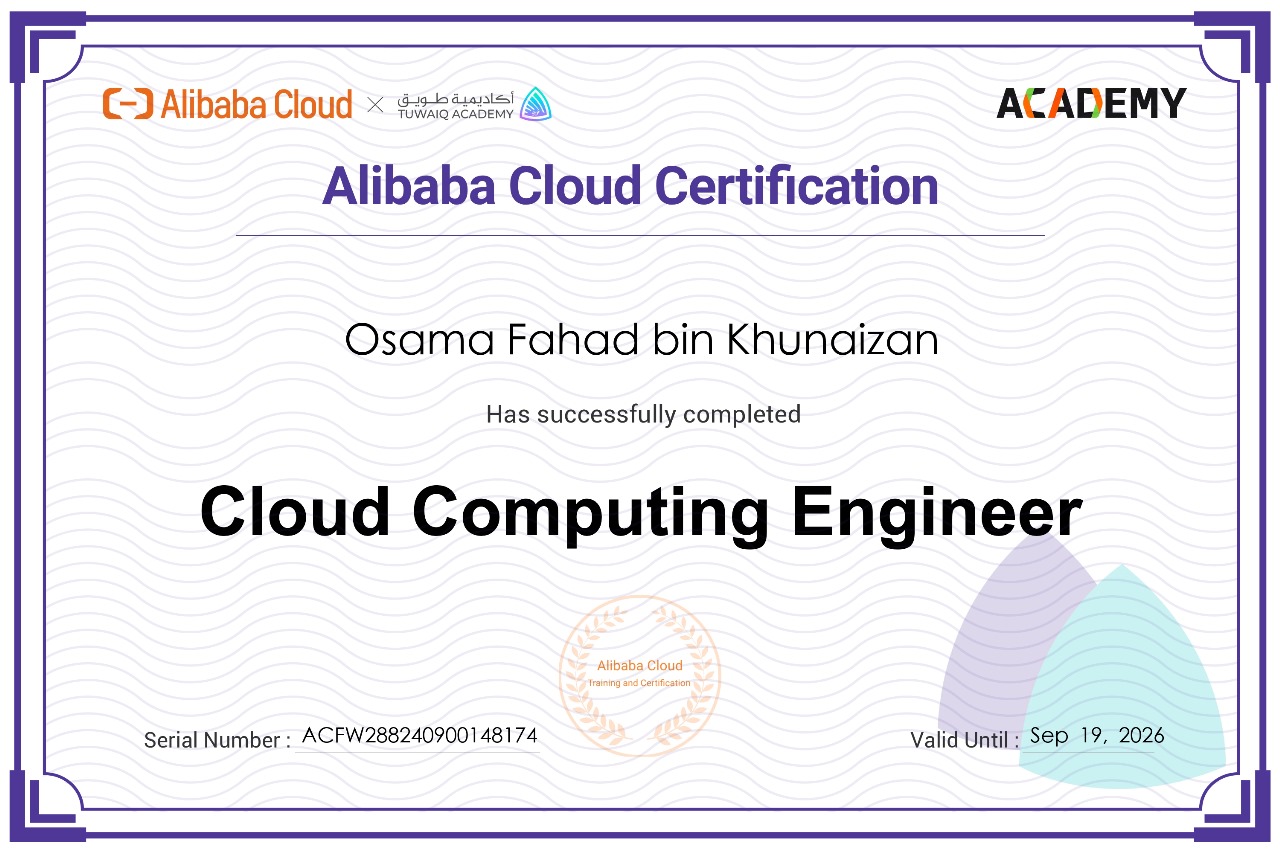 Alibaba Cloud × أكاديمية طويق
TUWAIQ ACADEMY
ACADEMY
Alibaba Cloud Certification
Osama Fahad bin Khunaizan
Has successfully completed
Cloud Computing Engineer
Alibaba Cloud
Training and Certification
Serial Number : ACFW288240900148174
Valid Until : Sep 19, 2026